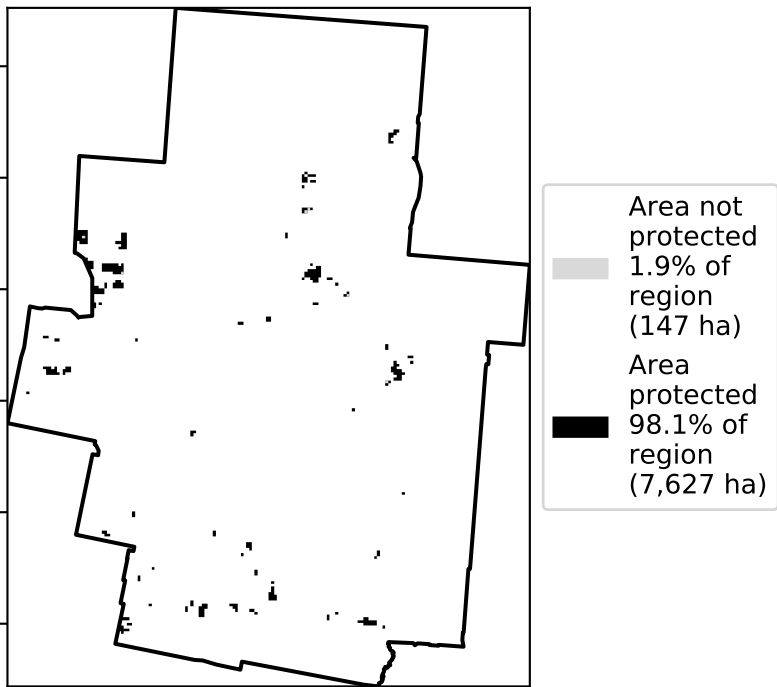 Area not
protected
1.9% of
region
(147 ha)
Area
protected
98.1% of
region
(7,627 ha)